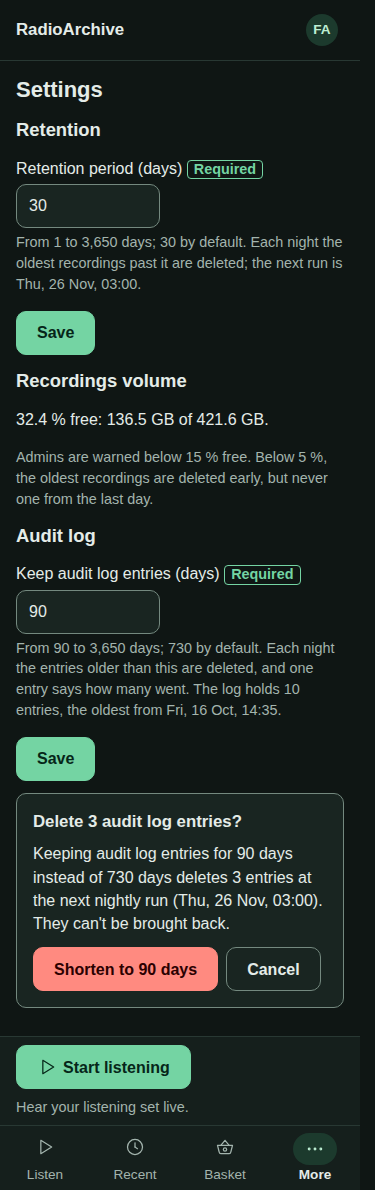 RadioArchive
FA
Settings
Retention
Retention period (days) Required
30
From 1 to 3,650 days; 30 by default. Each night the
oldest recordings past it are deleted; the next run is
Thu, 26 Nov, 03:00.
Save
Recordings volume
32.4 % free: 136.5 GB of 421.6 GB.
Admins are warned below 15 % free. Below 5 %,
the oldest recordings are deleted early, but never
one from the last day.
Audit log
Keep audit log entries (days) Required
90
From 90 to 3,650 days; 730 by default. Each night
the entries older than this are deleted, and one
entry says how many went. The log holds 10
entries, the oldest from Fri, 16 Oct, 14:35.
Save
Delete 3 audit log entries?
Keeping audit log entries for 90 days
instead of 730 days deletes 3 entries at
the next nightly run (Thu, 26 Nov, 03:00).
They can't be brought back.
Shorten to 90 days
Cancel
Start listening
Hear your listening set live.
Listen
Recent
Basket
More